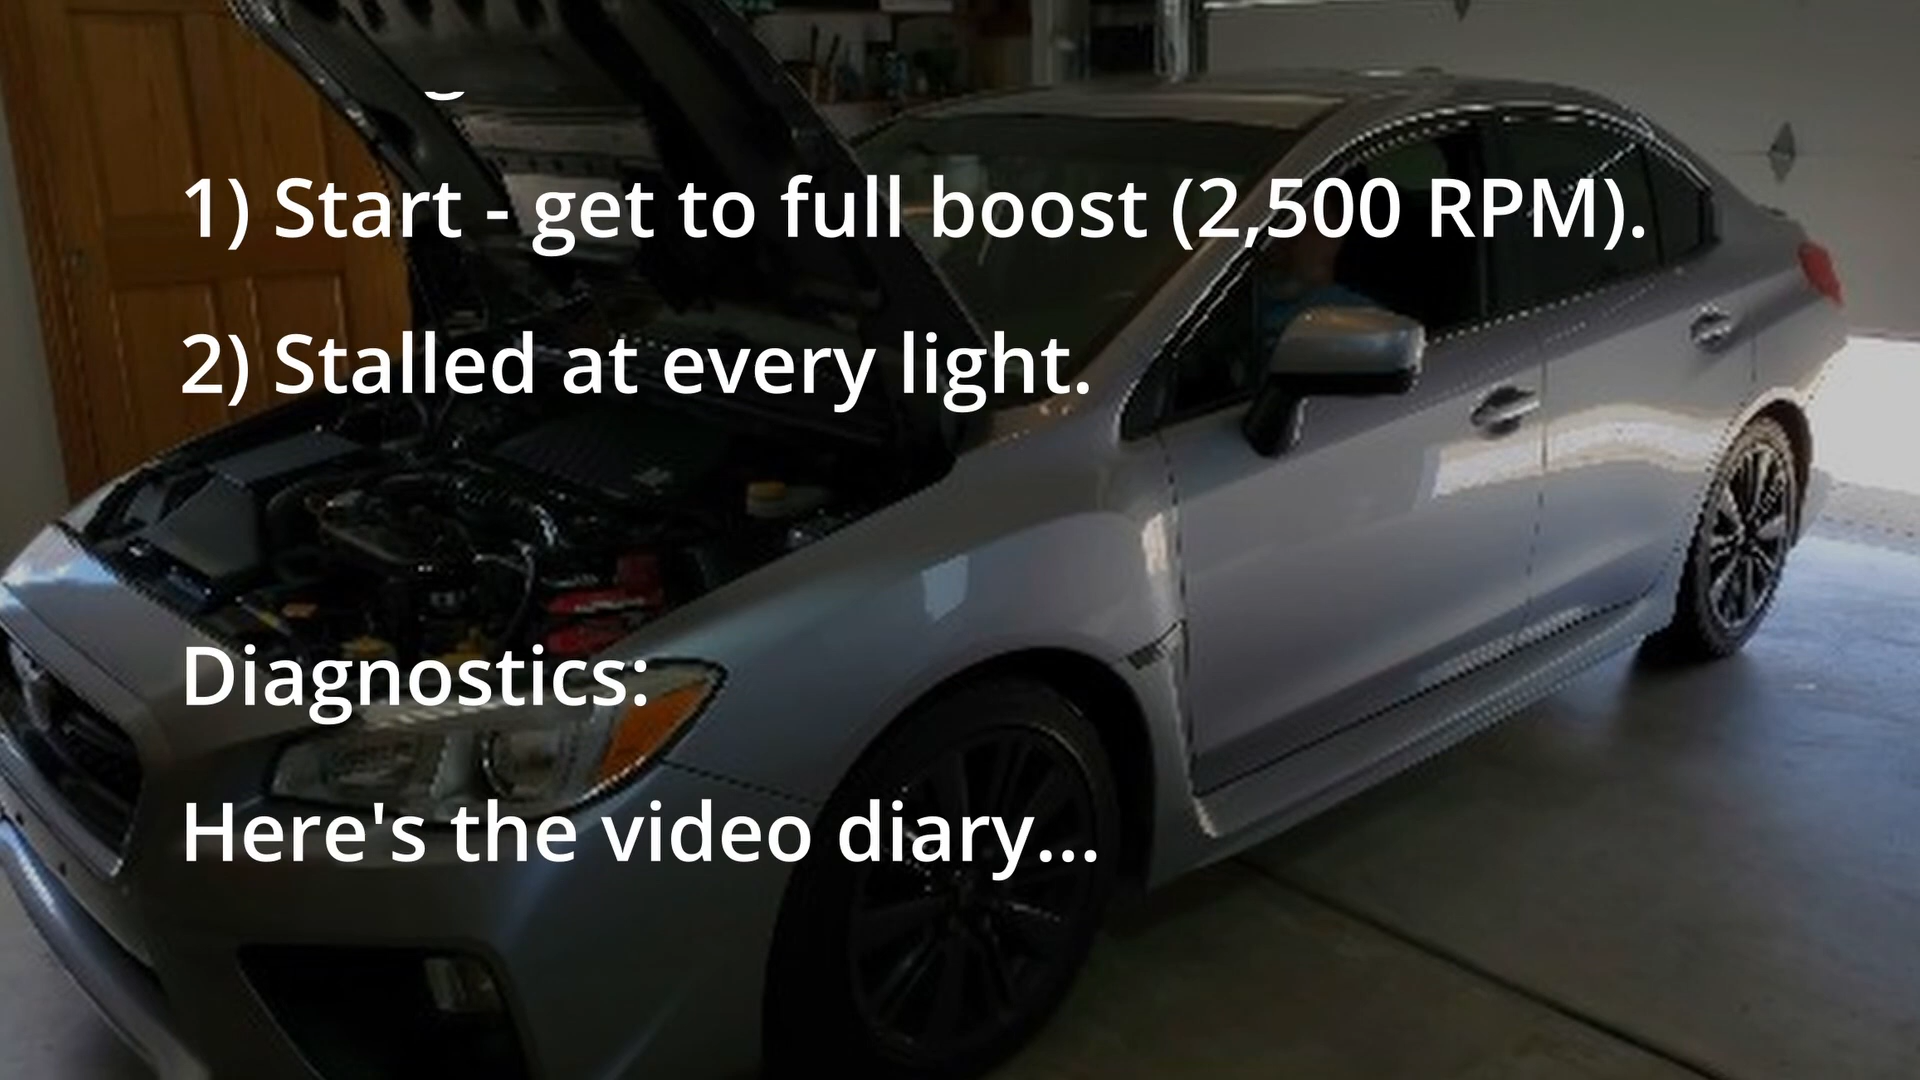 1) Start - get to full boost (2,500 RPM).
2) Stalled at every light.
Diagnostics:
Here's the video diary...